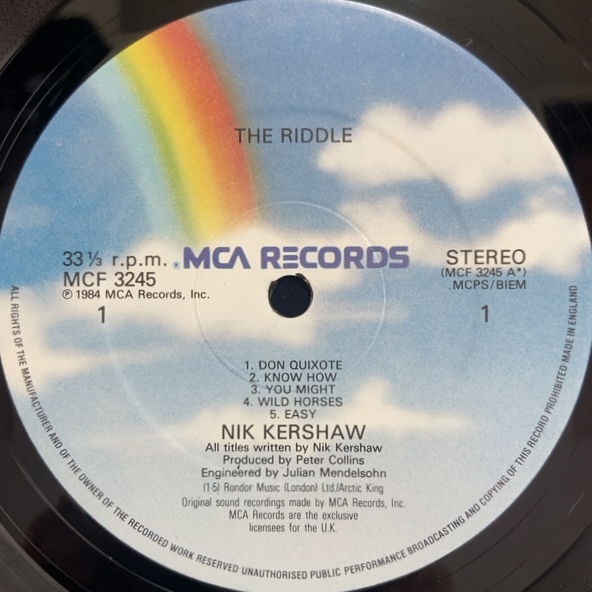 THE RIDDLE
33⅓ r.p.m.
MCA RECORDS
STEREO
MCF 3245
(MCF 3245 A*)
℗ 1984 MCA Records, Inc.
MCPS/BIEM
1
1
1. DON QUIXOTE
2. KNOW HOW
3. YOU MIGHT
4. WILD HORSES
5. EASY
NIK KERSHAW
All titles written by Nik Kershaw
Produced by Peter Collins
Engineered by Julian Mendelsohn
(1-5) Rondor Music (London) Ltd./Arctic King
Original sound recordings made by MCA Records, Inc.
MCA Records are the exclusive
licensees for the U.K.
ALL RIGHTS OF THE MANUFACTURER AND OF THE OWNER OF THE RECORDED WORK RESERVED·UNAUTHORISED PUBLIC PERFORMANCE BROADCASTING AND COPYING OF THIS RECORD PROHIBITED·MADE IN ENGLAND